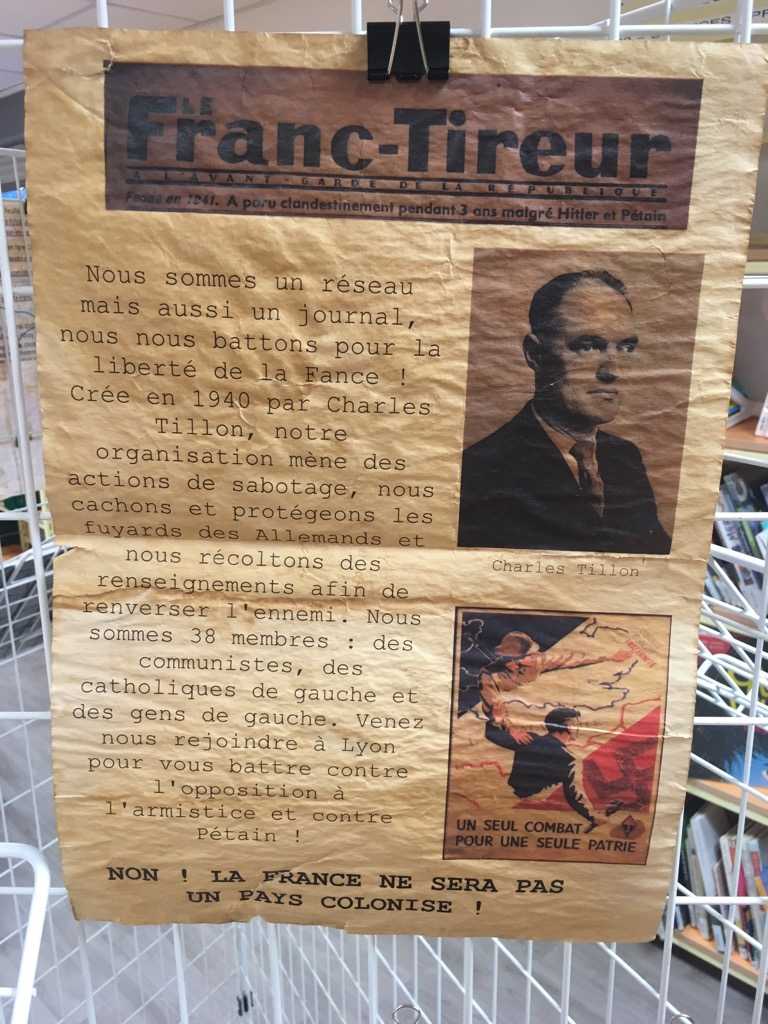 LE
Franc-Tireur
A L'AVANT-GARDE DE LA REPUBLIQUE
en 1941. A paru clandestinement pendant 3 ans malgré Hitler et Pétain
Nous sommes un réseau
mais aussi un journal,
nous nous battons pour la
liberté de la Fance !
Crée en 1940 par Charles
Tillon, notre
organisation mène des
actions de sabotage, nous
cachons et protégeons les
fuyards des Allemands et
nous récoltons des
renseignements afin de
renverser l'ennemi. Nous
sommes 38 membres : des
communistes, des
catholiques de gauche et
des gens de gauche. Venez
nous rejoindre à Lyon
pour vous battre contre
l'opposition à
l'armistice et contre
Pétain !
Charles Tillon
UN SEUL COMBAT
POUR UNE SEULE PATRIE
NON ! LA FRANCE NE SERA PAS
UN PAYS COLONISE !